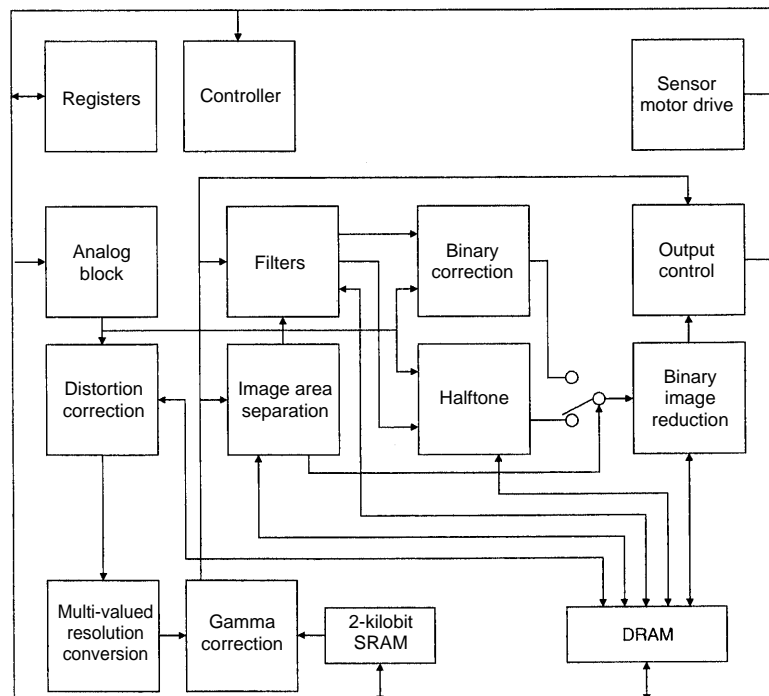 Registers
Controller
Sensor
motor drive
Analog
block
Filters
Binary
correction
Output
control
Distortion
correction
Image area
separation
Halftone
Binary
image
reduction
Multi-valued
resolution
conversion
Gamma
correction
2-kilobit
SRAM
DRAM